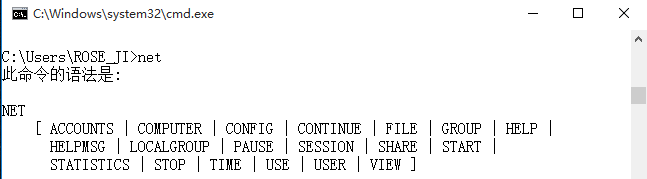 C:\Windows\system32\cmd.exe
C:\Users\ROSE_JI>net
此命令的语法是:
NET
[ ACCOUNTS | COMPUTER | CONFIG | CONTINUE | FILE | GROUP | HELP |
HELPMSG | LOCALGROUP | PAUSE | SESSION | SHARE | START |
STATISTICS | STOP | TIME | USE | USER | VIEW ]